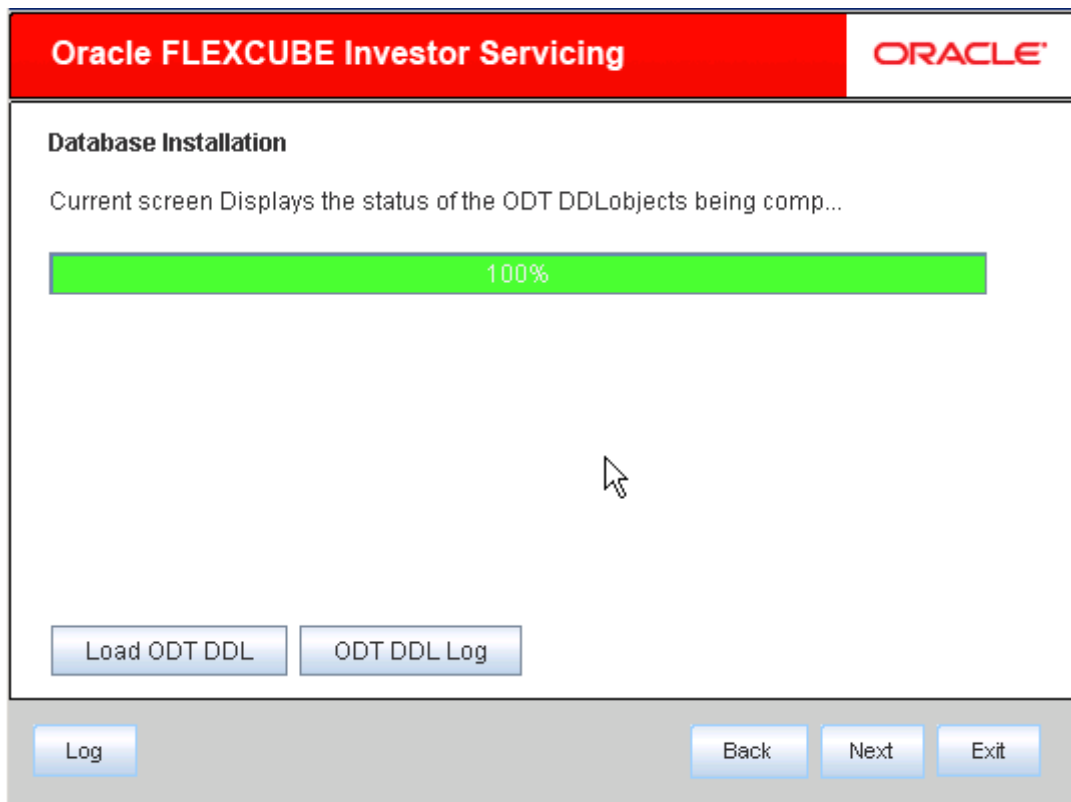 Oracle FLEXCUBE Investor Servicing
ORACLE
Database Installation
Current screen Displays the status of the ODT DDLobjects being comp...
100%
Load ODT DDL
ODT DDL Log
Log
Back
Next
Exit